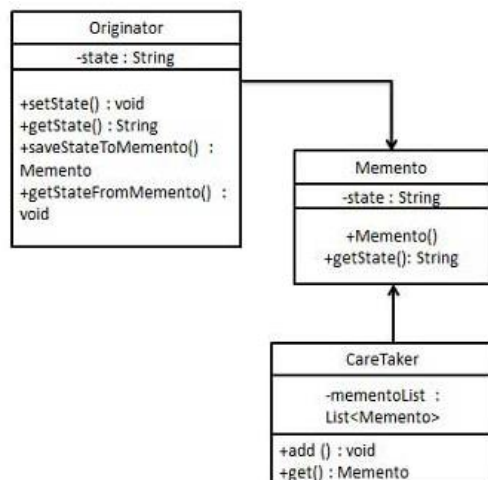 Originator
-state : String
+setState() : void
+getState() : String
+saveStateToMemento() :
Memento
+getStateFromMemento() :
void
Memento
-state : String
+Memento()
+getState(): String
CareTaker
-mementoList :
List<Memento>
+add () : void
+get() : Memento